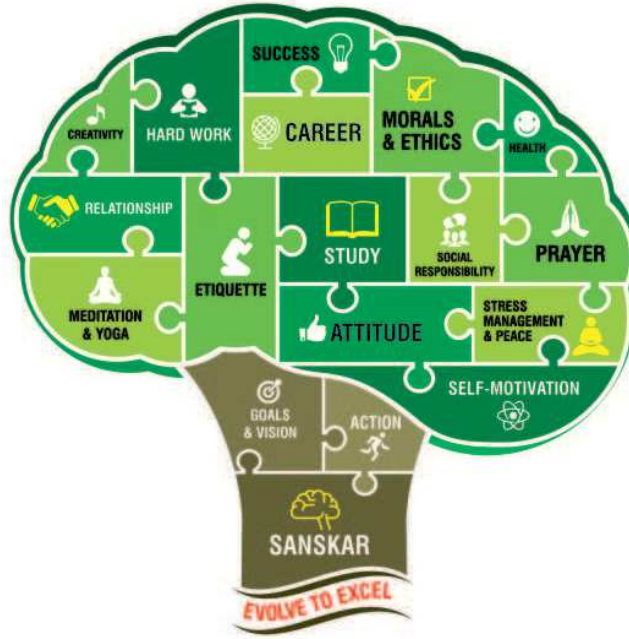 SUCCESS
CREATIVITY
HARD WORK
CAREER
MORALS
& ETHICS
HEALTH
RELATIONSHIP
ETIQUETTE
STUDY
SOCIAL
RESPONSIBILITY
PRAYER
MEDITATION
& YOGA
ATTITUDE
STRESS
MANAGEMENT
& PEACE
SELF-MOTIVATION
GOALS
& VISION
ACTION
SANSKAR
EVOLVE TO EXCEL